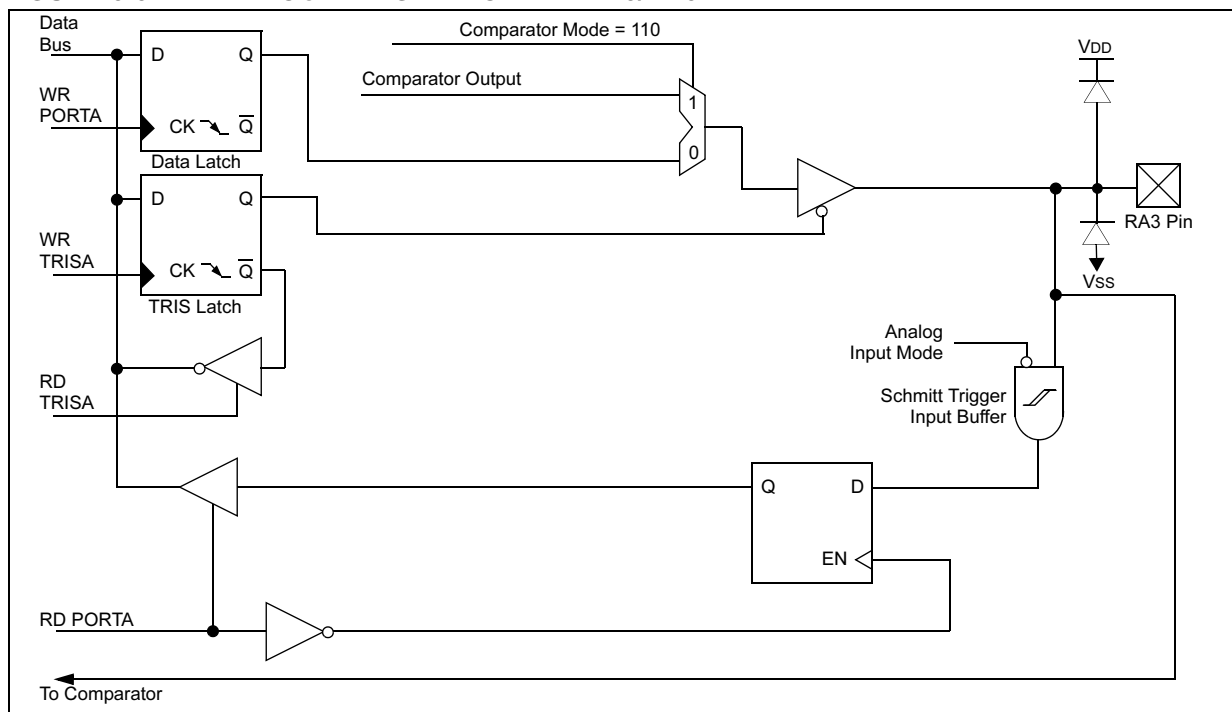 Data
Bus
D
Q
WR
PORTA
CK
Q
Data Latch
Comparator Mode = 110
Comparator Output
1
0
VDD
RA3 Pin
VSS
D
Q
WR
TRISA
CK
Q
TRIS Latch
RD
TRISA
Analog
Input Mode
Schmitt Trigger
Input Buffer
Q
D
EN
RD PORTA
To Comparator